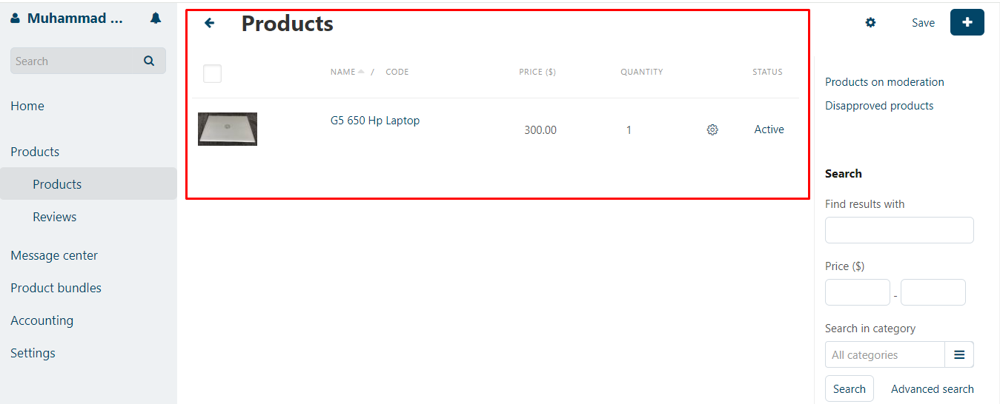 Muhammad ...
Search
Home
Products
Products
Reviews
Message center
Product bundles
Accounting
Settings
Products
Save
NAME / CODE PRICE ($) QUANTITY STATUS
G5 650 Hp Laptop 300.00 1 Active
Products on moderation
Disapproved products
Search
Find results with
Price ($)
-
Search in category
All categories
Search Advanced search